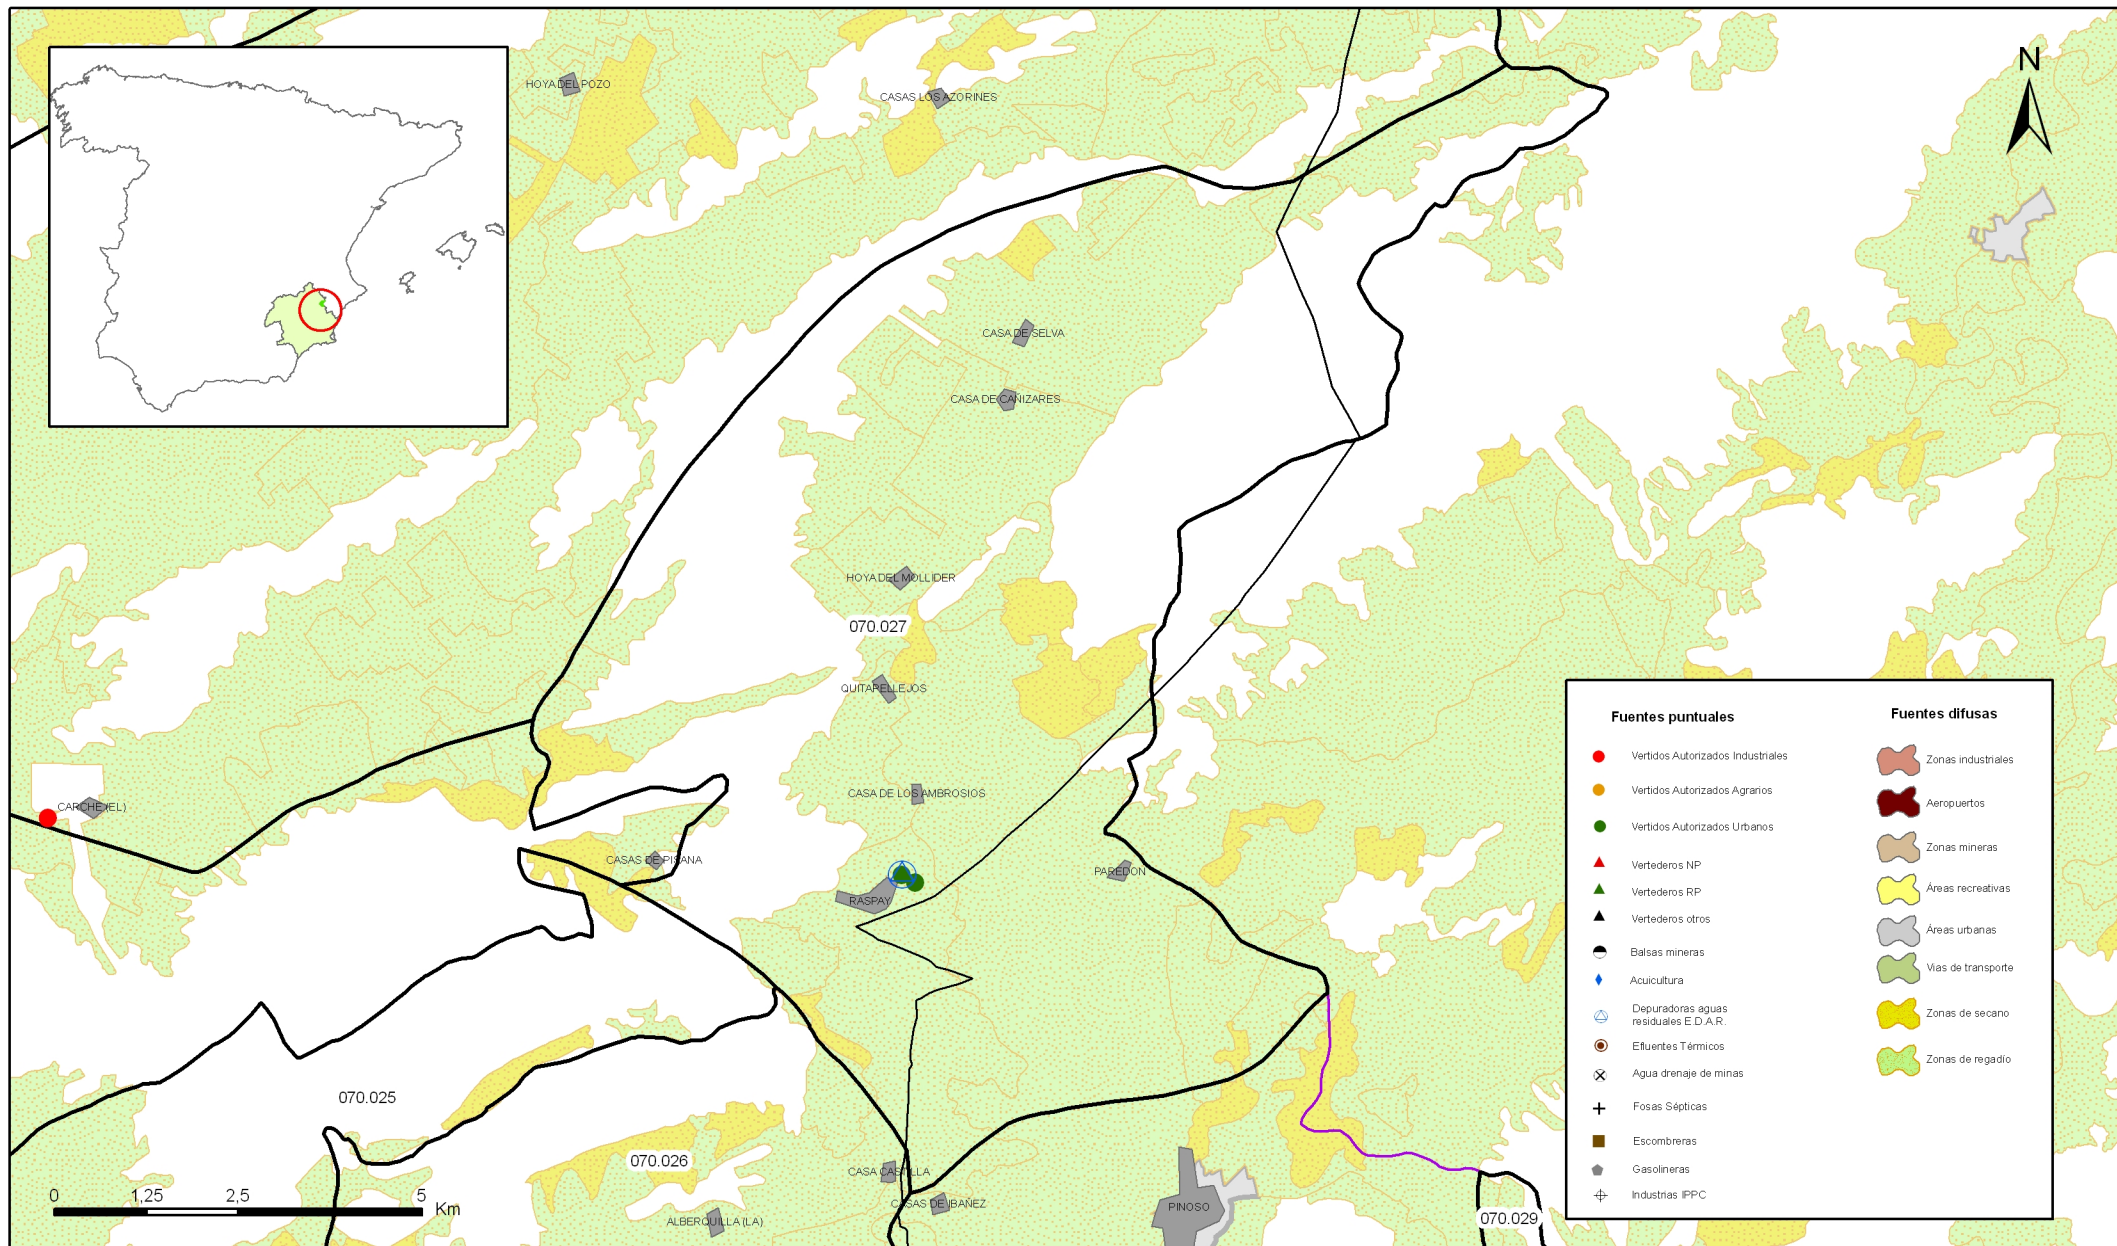 N
HOYA DEL POZO
CASAS LOS AZORINES
CASA DE SELVA
CASA DE CAÑIZARES
HOYA DEL MOLLIDER
070.027
QUITAPELLEJOS
CARCHE (EL)
CASA DE LOS AMBROSIOS
CASAS DE PISANA
PAREDON
RASPAY
070.025
070.026
CASA CASTILLA
CASAS DE IBAÑEZ
ALBERQUILLA (LA)
PINOSO
070.029
0 1,25 2,5 5
Km
Fuentes puntuales
Vertidos Autorizados Industriales
Vertidos Autorizados Agrarios
Vertidos Autorizados Urbanos
Vertederos NP
Vertederos RP
Vertederos otros
Balsas mineras
Acuicultura
Depuradoras aguas
residuales E.D.A.R.
Efluentes Térmicos
Agua drenaje de minas
Fosas Sépticas
Escombreras
Gasolineras
Industrias IPPC
Fuentes difusas
Zonas industriales
Aeropuertos
Zonas mineras
Áreas recreativas
Áreas urbanas
Vias de transporte
Zonas de secano
Zonas de regadío